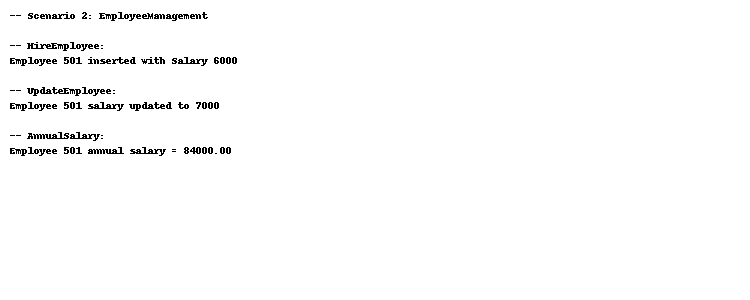 -- Scenario 2: EmployeeManagement
-- HireEmployee:
Employee 501 inserted with Salary 6000
-- UpdateEmployee:
Employee 501 salary updated to 7000
-- AnnualSalary:
Employee 501 annual salary = 84000.00